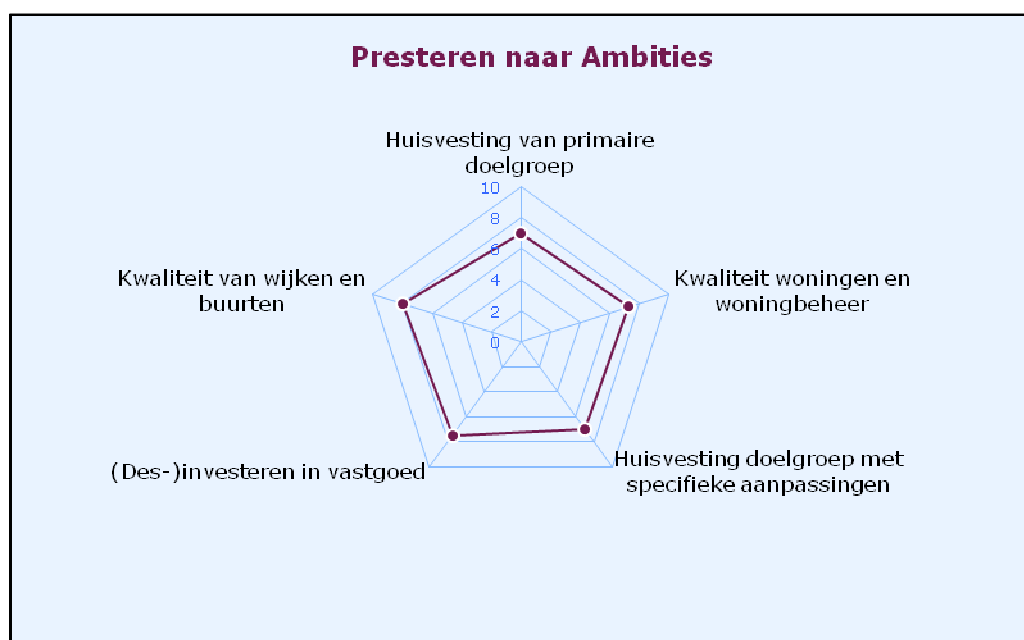 Presteren naar Ambities
Huisvesting van primaire
doelgroep
10
8
6
4
2
0
Kwaliteit van wijken en
buurten
Kwaliteit woningen en
woningbeheer
(Des-)investeren in vastgoed
Huisvesting doelgroep met
specifieke aanpassingen